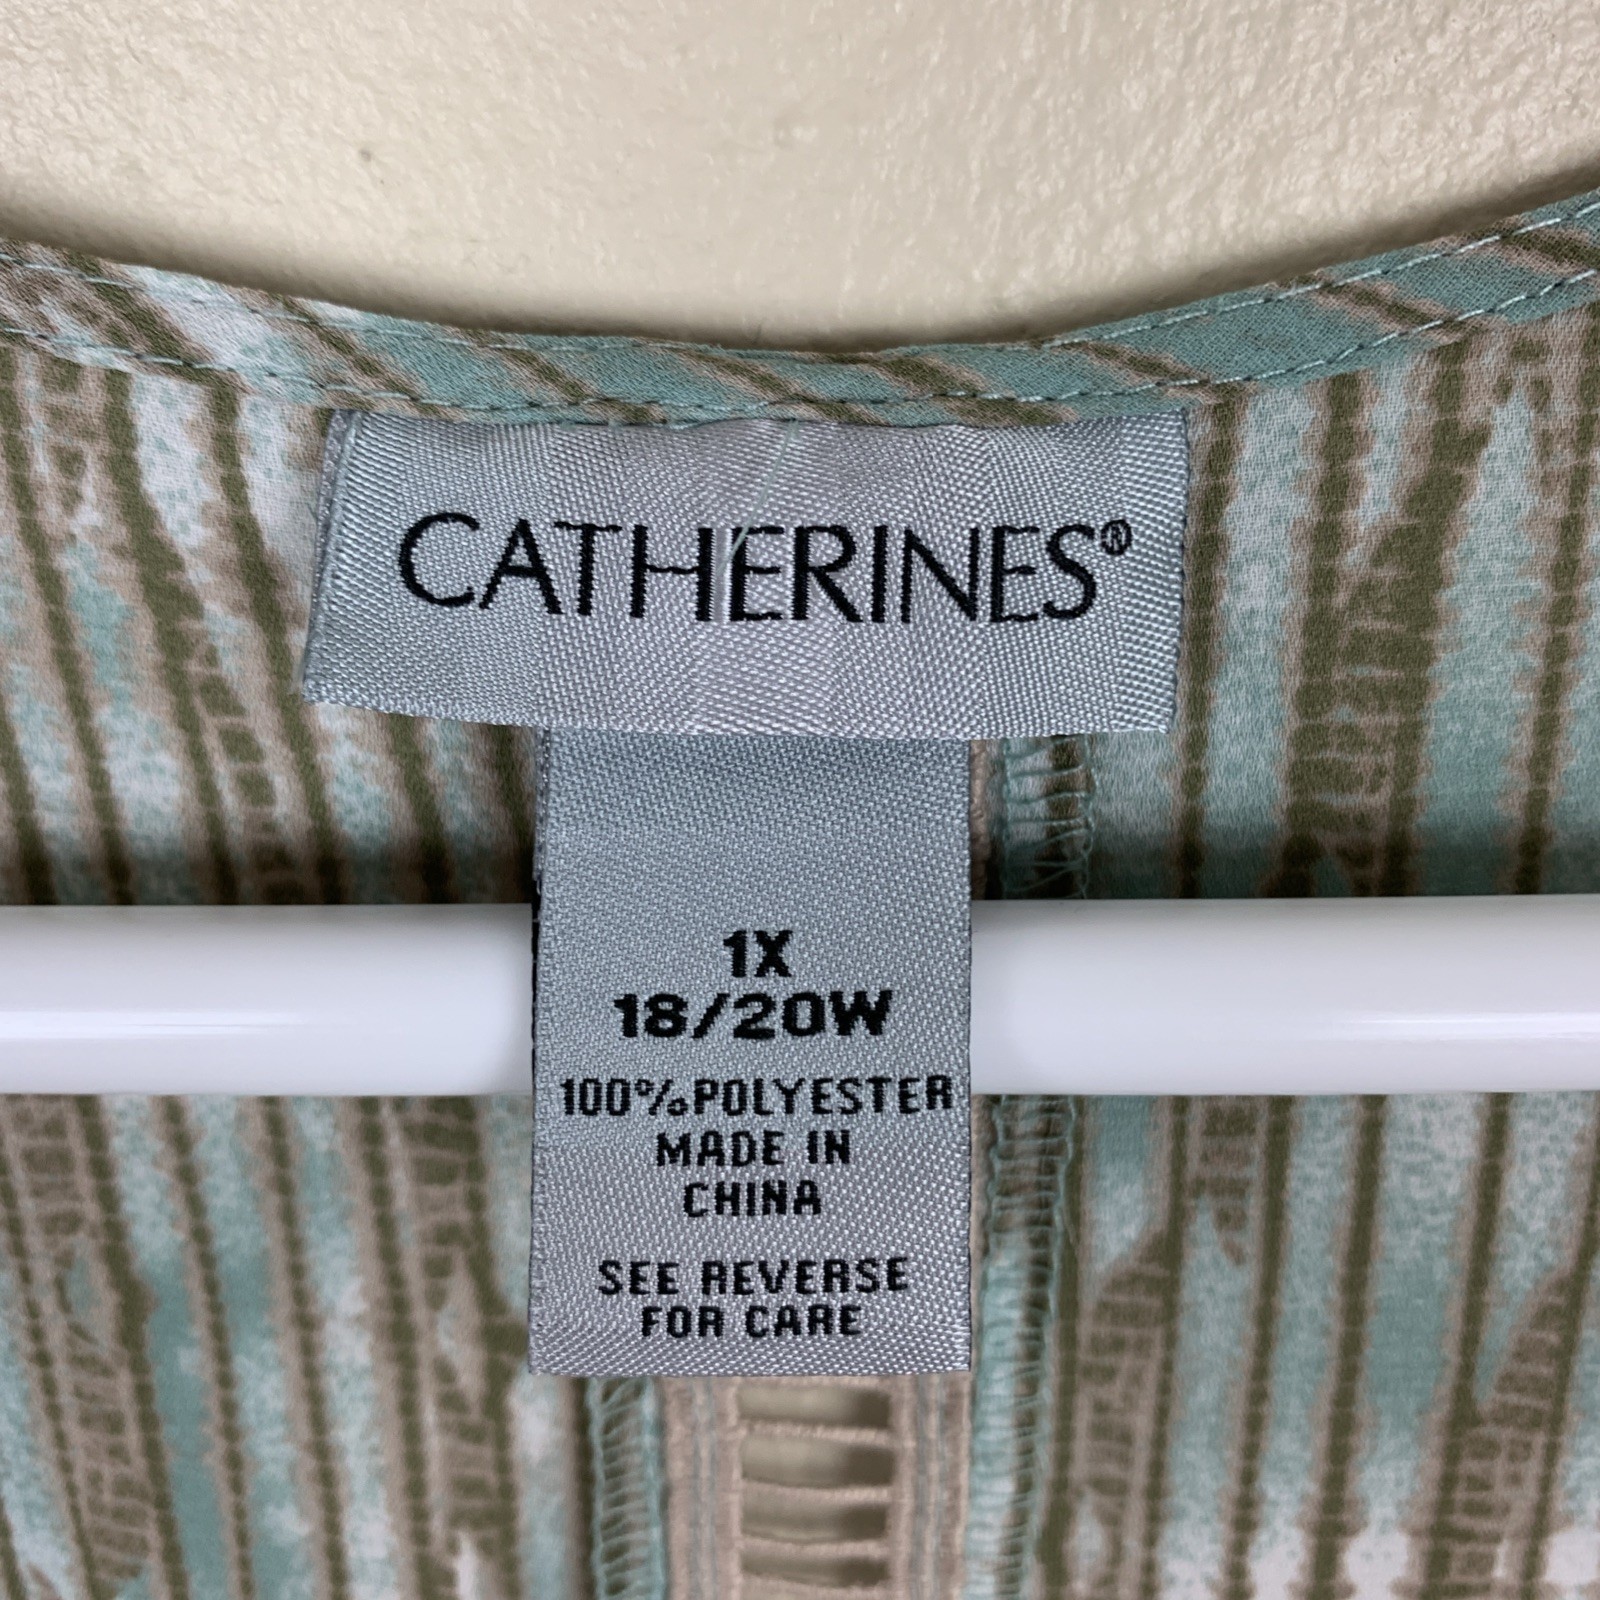 CATHERINES®
1X
18/20W
100%POLYESTER
MADE IN
CHINA
SEE REVERSE
FOR CARE